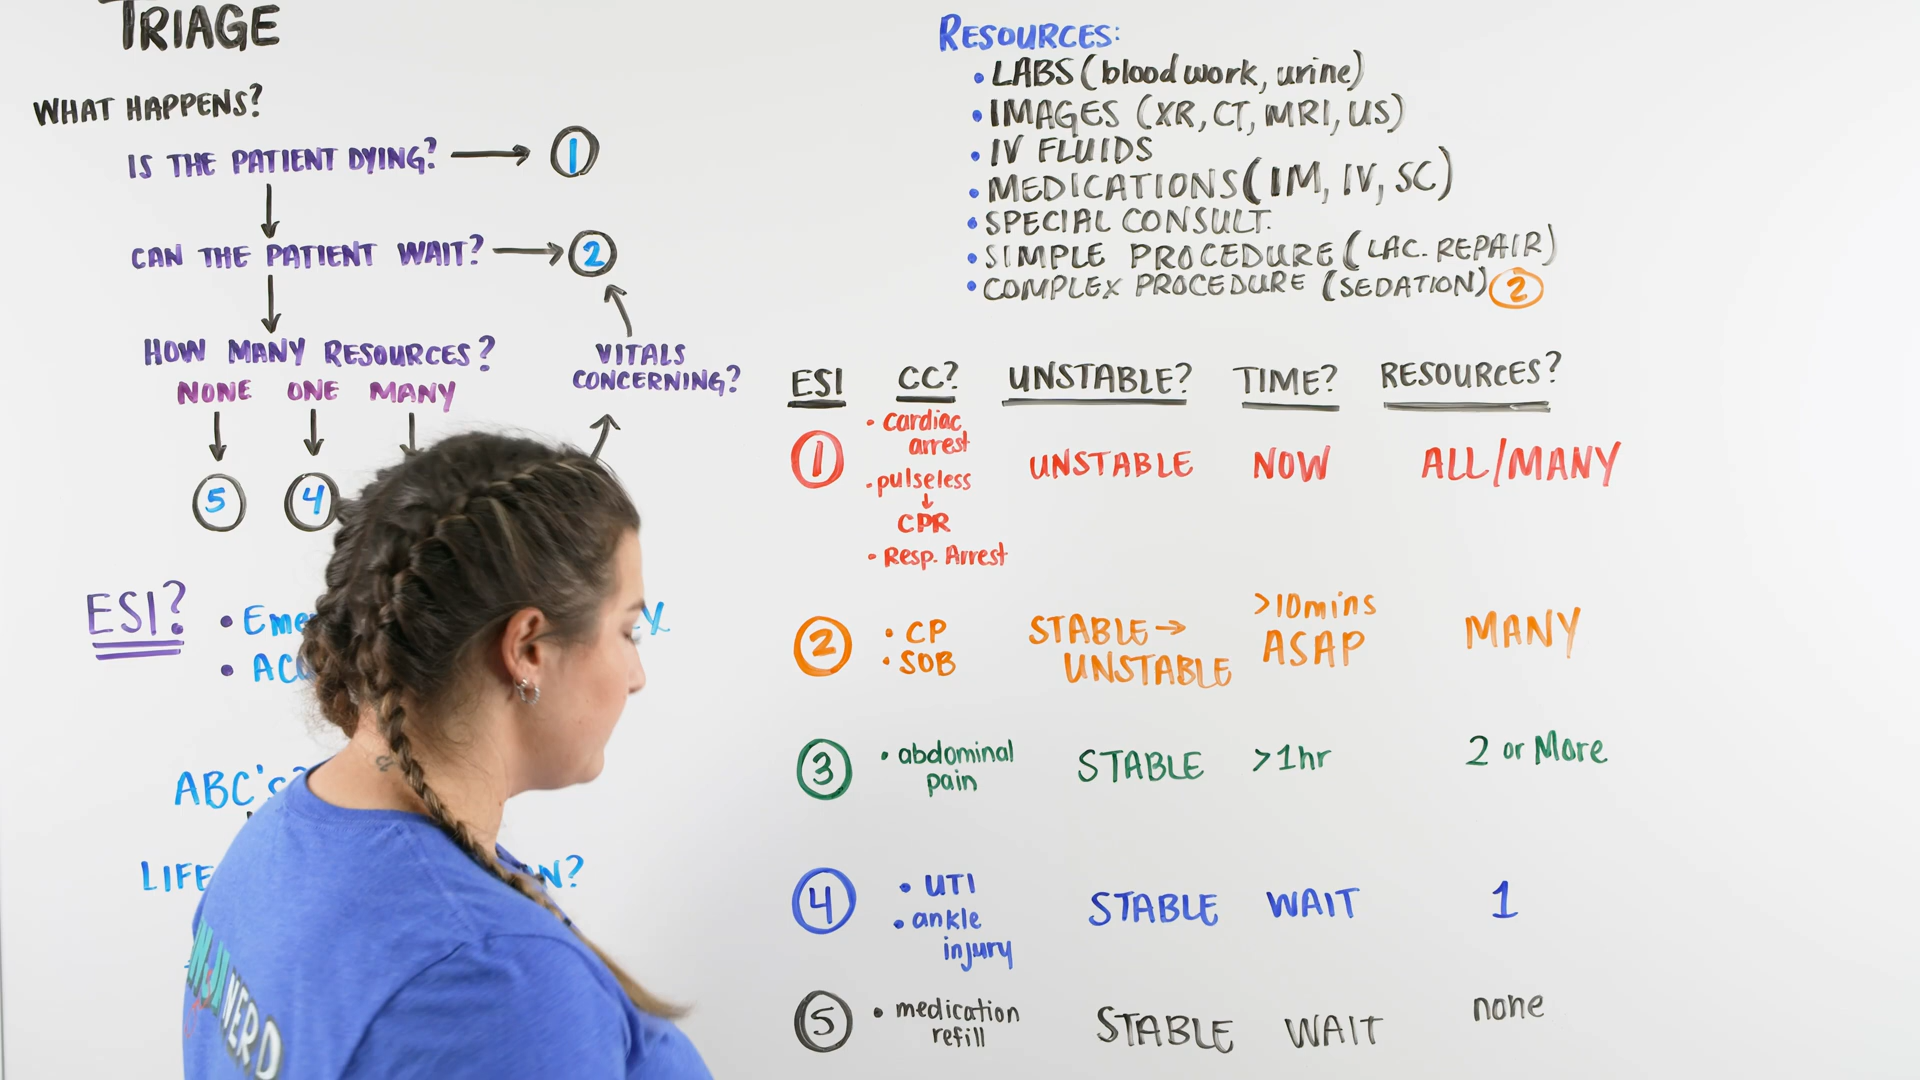 TRIAGE
WHAT HAPPENS?
IS THE PATIENT DYING?
1
CAN THE PATIENT WAIT?
2
HOW MANY RESOURCES?
NONE ONE MANY
VITALS
CONCERNING?
5
4
ESI?
ABC's
LIFE
NERD
RESOURCES:
• LABS (blood work, urine)
• IMAGES (XR, CT, MRI, US)
• IV FLUIDS
• MEDICATIONS (IM, IV, SC)
• SPECIAL CONSULT.
• SIMPLE PROCEDURE (LAC. REPAIR)
• COMPLEX PROCEDURE (SEDATION) 2
ESI CC? UNSTABLE? TIME? RESOURCES?
1
• cardiac
arrest
• pulseless
CPR
• Resp. Arrest
UNSTABLE
NOW
ALL/MANY
2
• CP
• SOB
STABLE →
UNSTABLE
>10mins
ASAP
MANY
3
• abdominal
pain
STABLE
>1hr
2 or More
4
• UTI
• ankle
injury
STABLE
WAIT
1
5
• medication
refill
STABLE
WAIT
none